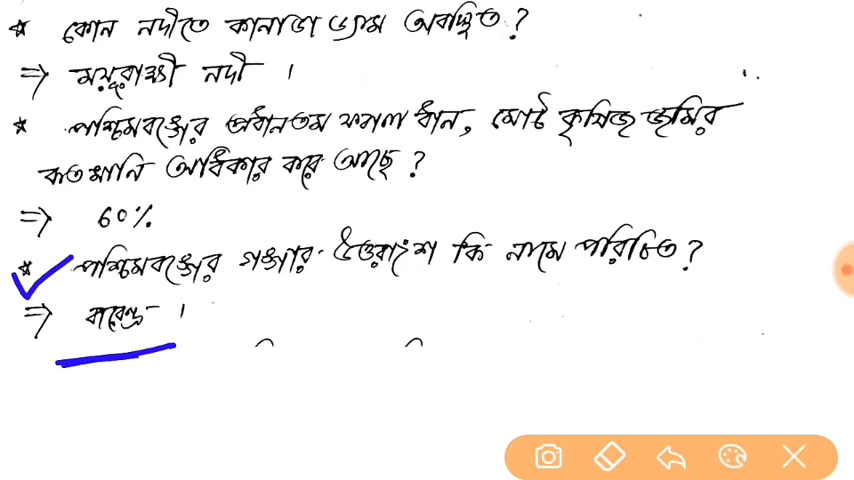 * কোন নদীতে কানাডা ড্যাম অবস্থিত?
⇒ ময়ূরাক্ষী নদী ।
* পশ্চিমবঙ্গের প্রধানতম ফসল ধান, মোট কৃষিজ ভূমির
কতখানি অধিকার করে আছে?
⇒ 60%
* পশ্চিমবঙ্গের গঙ্গার উত্তরাংশ কি নামে পরিচিত?
⇒ বারেন্দ্র ।